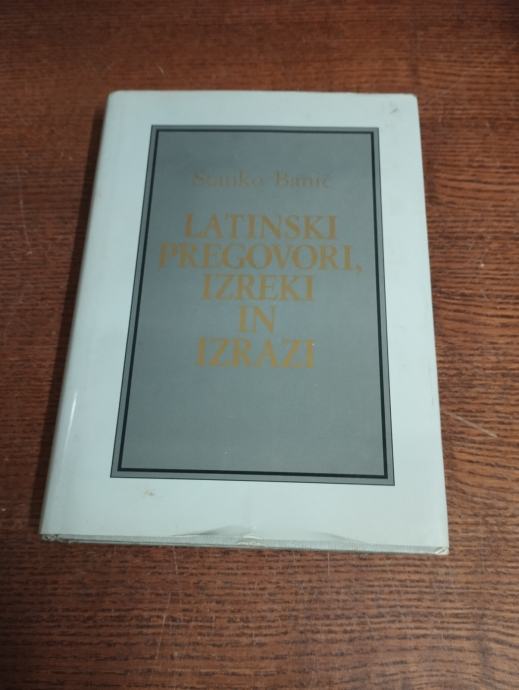 Stanko Banič
LATINSKI
PREGOVORI,
IZREKI
IN
IZRAZI